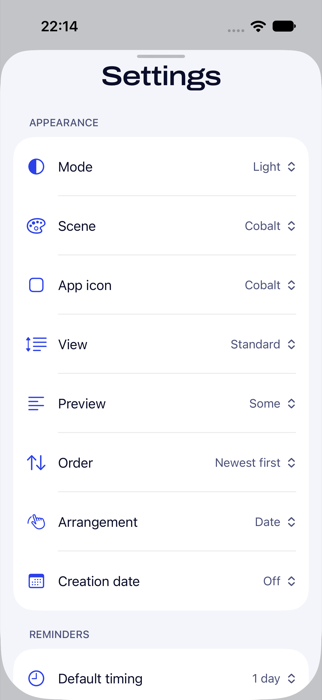 22:14
Settings
APPEARANCE
Mode Light
Scene Cobalt
App icon Cobalt
View Standard
Preview Some
Order Newest first
Arrangement Date
Creation date Off
REMINDERS
Default timing 1 day